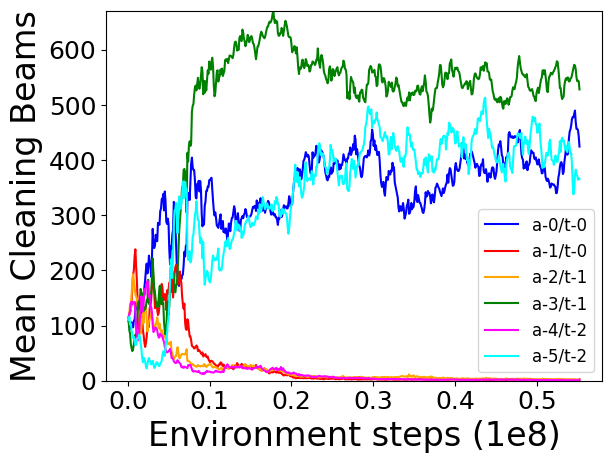 Mean Cleaning Beams
600
500
400
300
200
100
0
0.0 0.1 0.2 0.3 0.4 0.5
Environment steps (1e8)
a-0/t-0
a-1/t-0
a-2/t-1
a-3/t-1
a-4/t-2
a-5/t-2